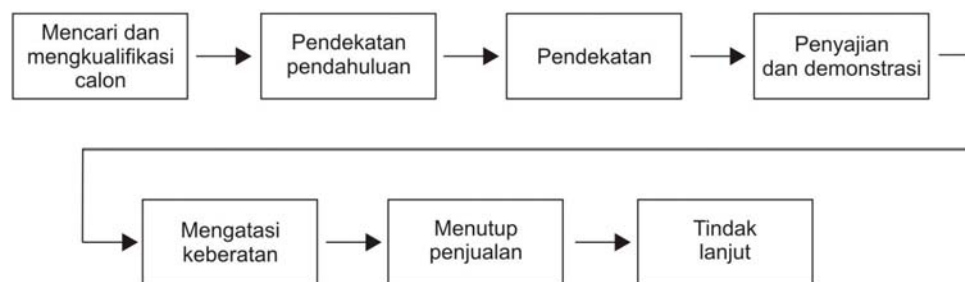 Mencari dan
mengkualifikasi
calon
Pendekatan
pendahuluan
Pendekatan
Penyajian
dan demonstrasi
Mengatasi
keberatan
Menutup
penjualan
Tindak
lanjut